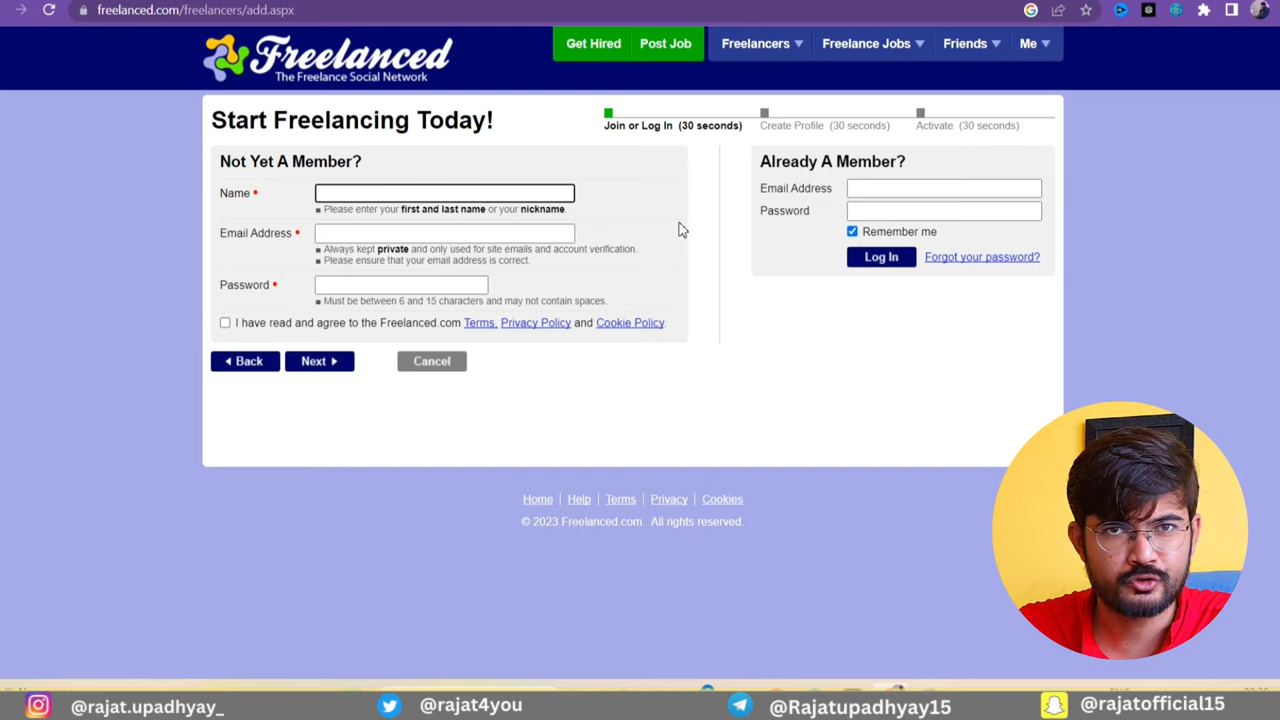 freelanced.com/freelancers/add.aspx
Freelanced
The Freelance Social Network
Get Hired
Post Job
Freelancers
Freelance Jobs
Friends
Me
Start Freelancing Today!
Join or Log In (30 seconds)
Create Profile (30 seconds)
Activate (30 seconds)
Not Yet A Member?
Name
Please enter your first and last name or your nickname.
Email Address
Always kept private and only used for site emails and account verification.
Please ensure that your email address is correct.
Password
Must be between 6 and 15 characters and may not contain spaces.
I have read and agree to the Freelanced.com Terms, Privacy Policy and Cookie Policy.
Back
Next
Cancel
Already A Member?
Email Address
Password
Remember me
Log In
Forgot your password?
Home
Help
Terms
Privacy
Cookies
© 2023 Freelanced.com. All rights reserved.
@rajat.upadhyay_
@rajat4you
@Rajatupadhyay15
@rajatofficial15